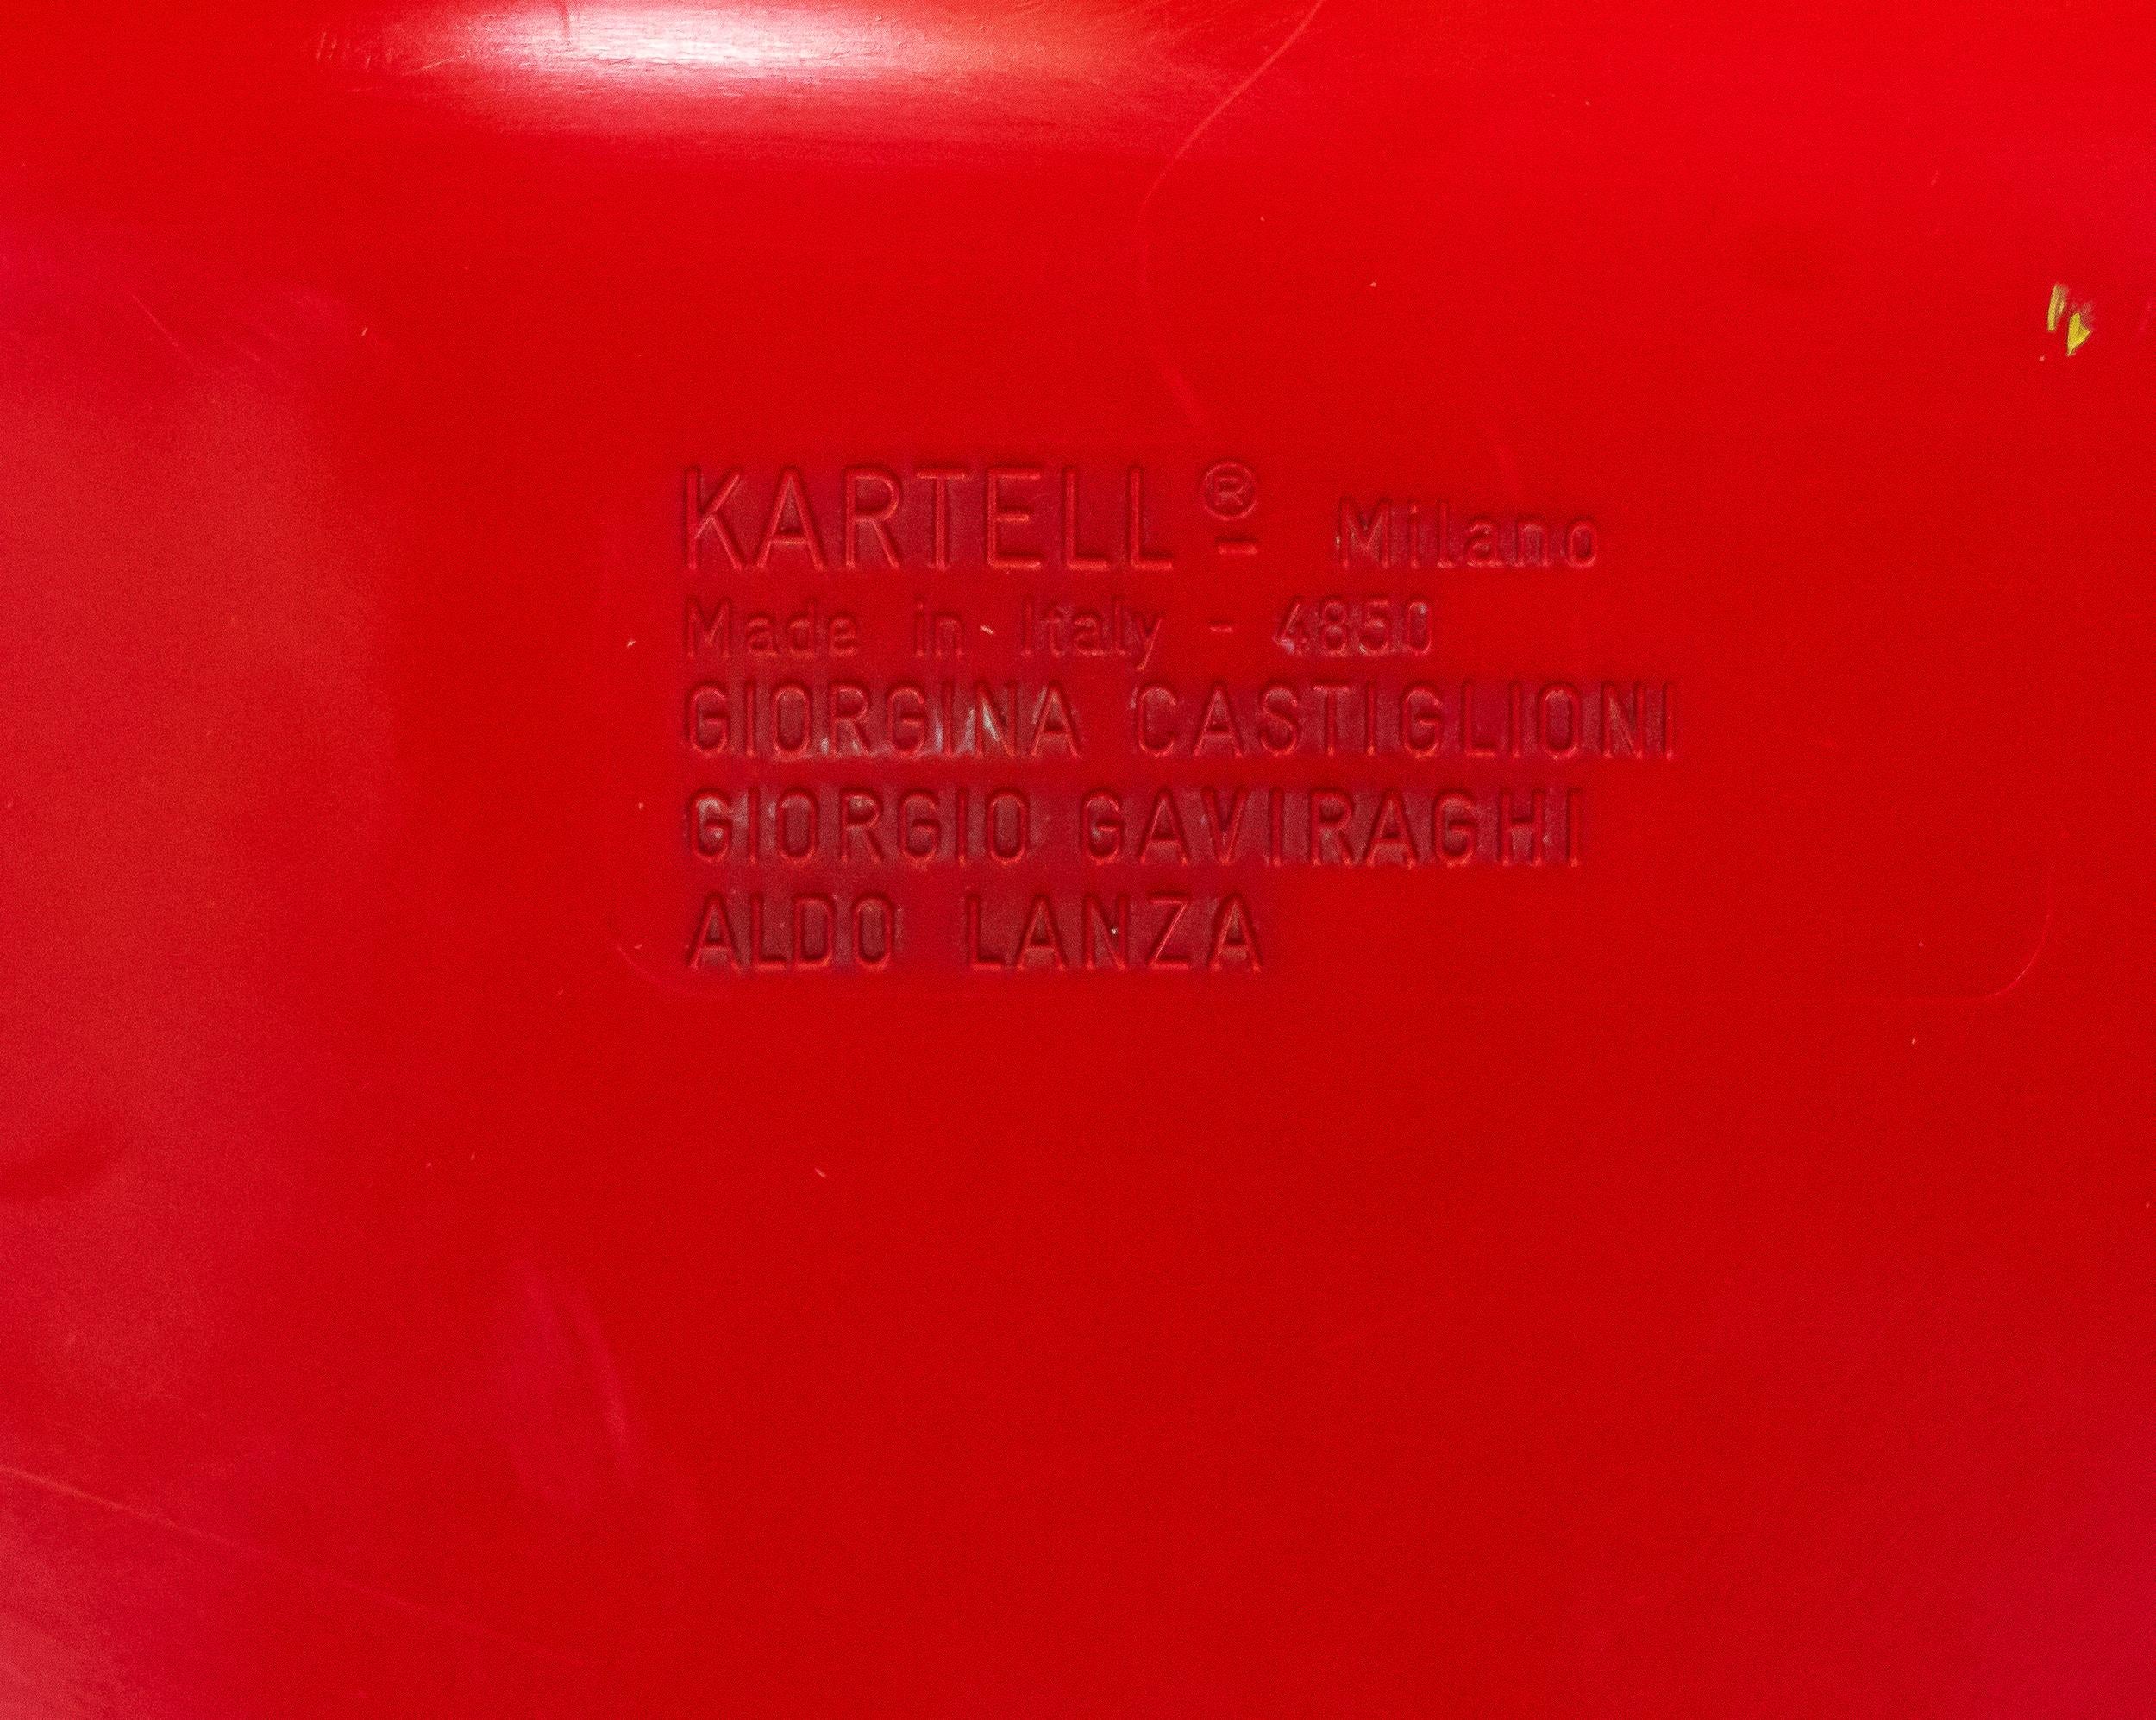 KARTELL® Milano
Made in Italy - 4850
GIORGINA CASTIGLIONI
GIORGIO GAVIRAGHI
ALDO LANZA